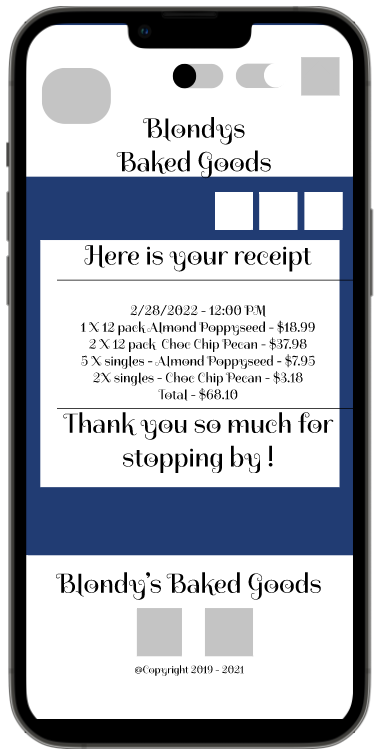 Blondys
Baked Goods
Here is your receipt
2/28/2022 - 12:00 PM
1 X 12 pack Almond Poppyseed - $18.99
2 X 12 pack Choc Chip Pecan - $37.98
5 X singles - Almond Poppyseed - $7.95
2X singles - Choc Chip Pecan - $3.18
Total - $68.10
Thank you so much for
stopping by !
Blondy's Baked Goods
©Copyright 2019 - 2021